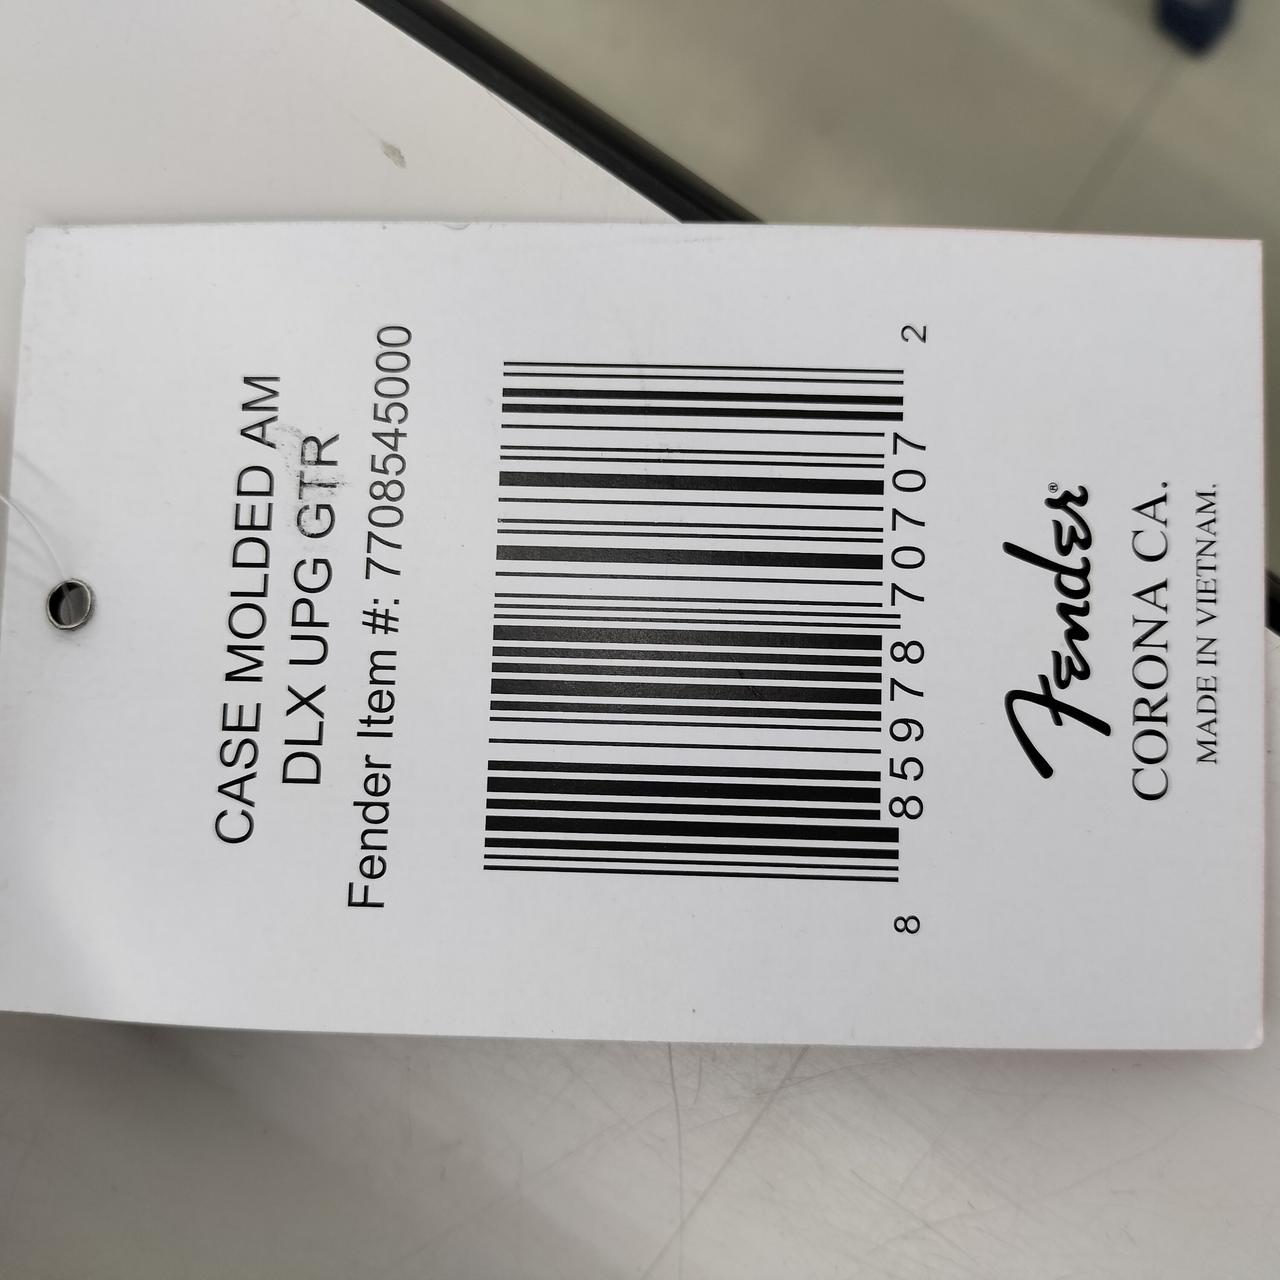 CASE MOLDED AM
DLX UPG GTR
Fender Item #: 7708545000
8 85978 70707 2
Fender®
CORONA CA.
MADE IN VIETNAM.